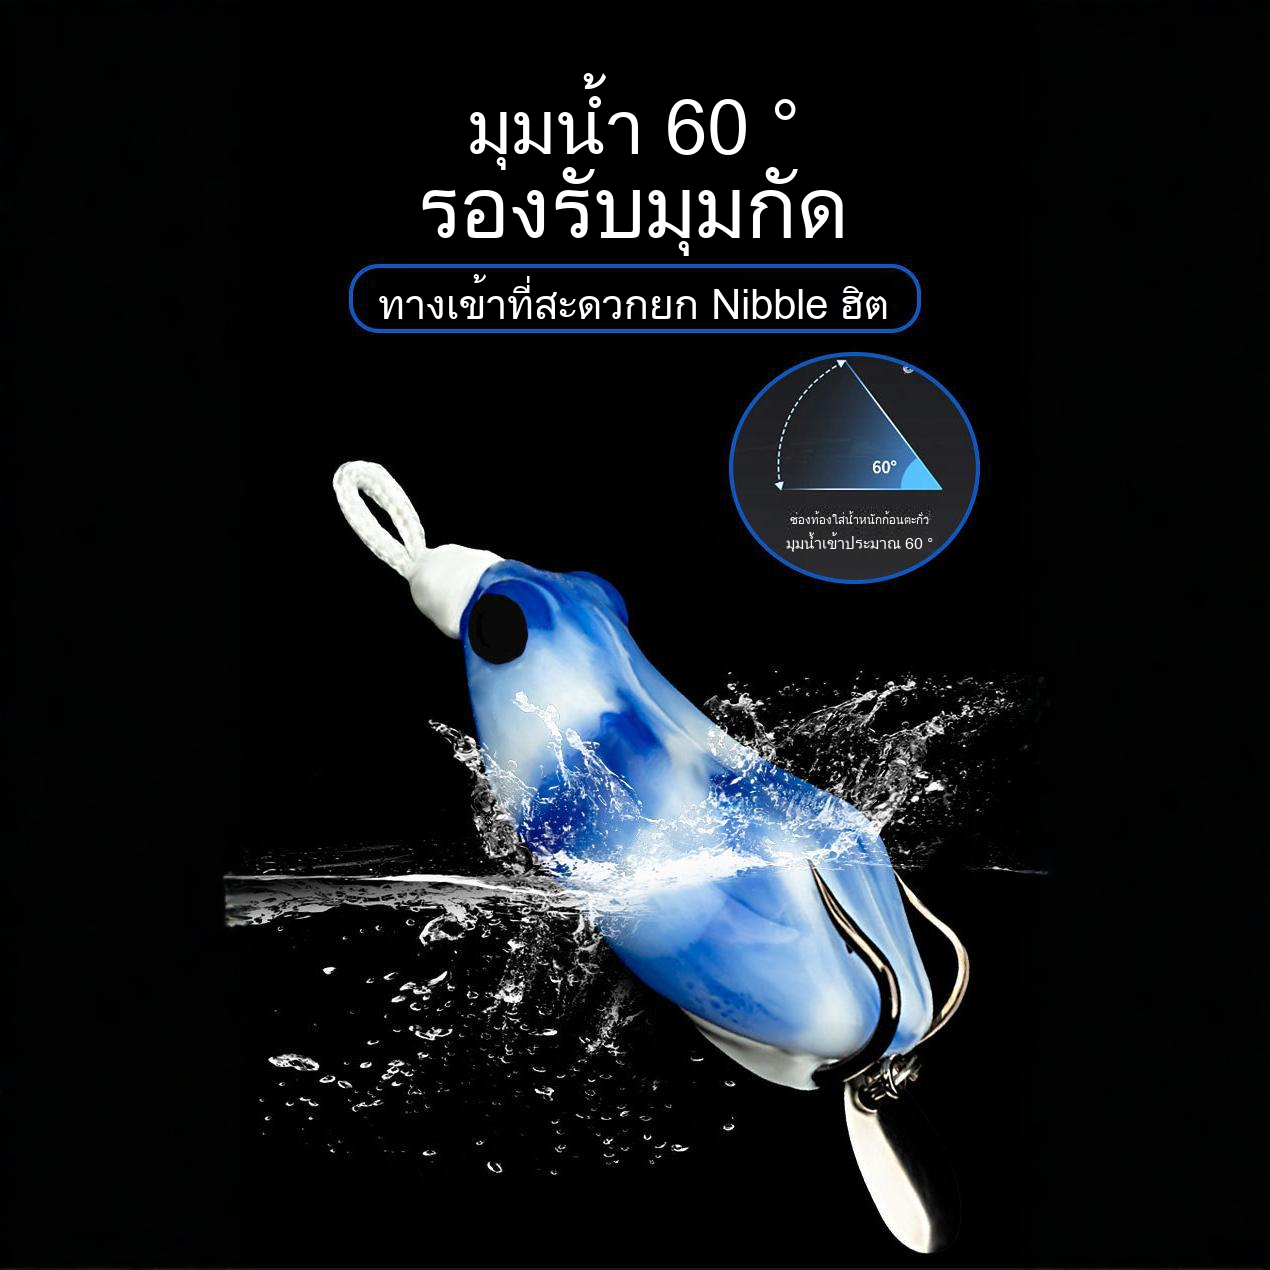 มุมน้ำ 60 °
รองรับมุมกัด
ทางเข้าที่สะดวกยก Nibble ฮิต
60°
ช่องท้องใส่น้ำหนักก้อนตะกั่ว
มุมน้ำเข้าประมาณ 60 °